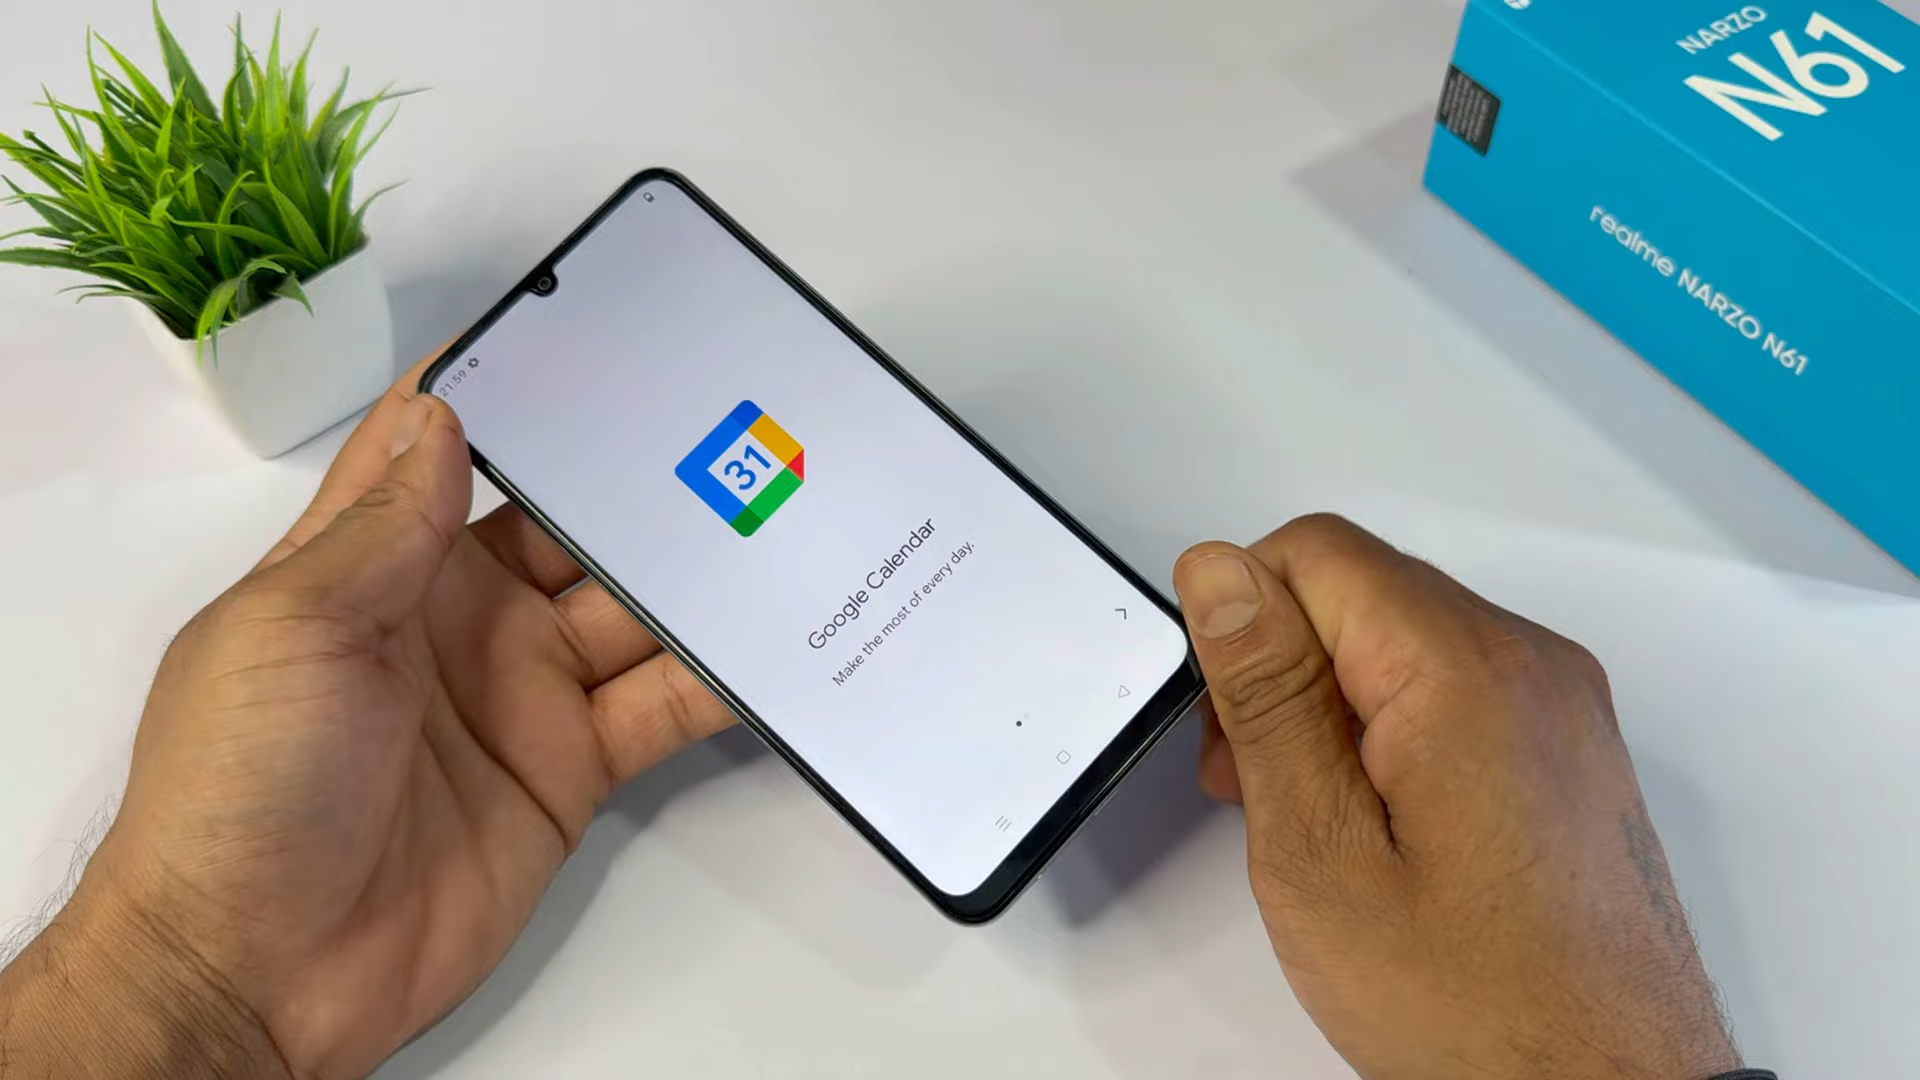 NARZO
N61
realme NARZO N61
21:59
31
Google Calendar
Make the most of every day.